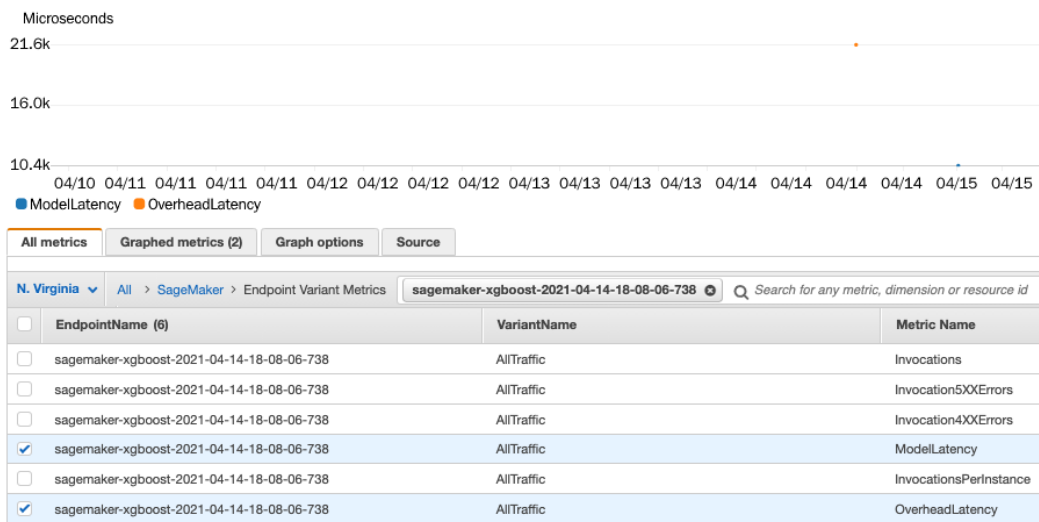 Microseconds
21.6k
16.0k
10.4k
04/10 04/11 04/11 04/11 04/11 04/12 04/12 04/12 04/12 04/13 04/13 04/13 04/13 04/14 04/14 04/14 04/14 04/15 04/15
ModelLatency OverheadLatency
All metrics Graphed metrics (2) Graph options Source
N. Virginia All > SageMaker > Endpoint Variant Metrics sagemaker-xgboost-2021-04-14-18-08-06-738 Search for any metric, dimension or resource id
EndpointName (6) VariantName Metric Name
sagemaker-xgboost-2021-04-14-18-08-06-738 AllTraffic Invocations
sagemaker-xgboost-2021-04-14-18-08-06-738 AllTraffic Invocation5XXErrors
sagemaker-xgboost-2021-04-14-18-08-06-738 AllTraffic Invocation4XXErrors
sagemaker-xgboost-2021-04-14-18-08-06-738 AllTraffic ModelLatency
sagemaker-xgboost-2021-04-14-18-08-06-738 AllTraffic InvocationsPerInstance
sagemaker-xgboost-2021-04-14-18-08-06-738 AllTraffic OverheadLatency